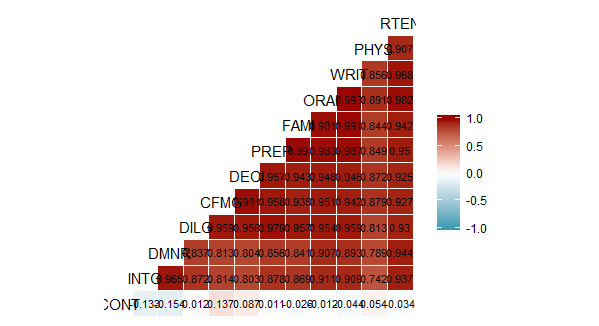 RTEN
PHYS 0.907
WRIT 0.856 0.968
ORAL 0.993 0.891 0.982
FAMI 0.981 0.991 0.844 0.942
PREP 0.99 0.983 0.987 0.849 0.95
DECI 0.957 0.943 0.948 0.946 0.872 0.925
CFMG 0.981 0.958 0.935 0.951 0.942 0.879 0.927
DILG 0.959 0.956 0.979 0.957 0.954 0.959 0.813 0.93
DMNR 0.837 0.813 0.804 0.856 0.841 0.907 0.893 0.789 0.944
INTG 0.965 0.872 0.814 0.803 0.878 0.869 0.911 0.909 0.742 0.937
CONT -0.133 -0.154 0.012 0.137 0.087 0.011 -0.026 -0.012 -0.044 0.054 -0.034
1.0
0.5
0.0
-0.5
-1.0